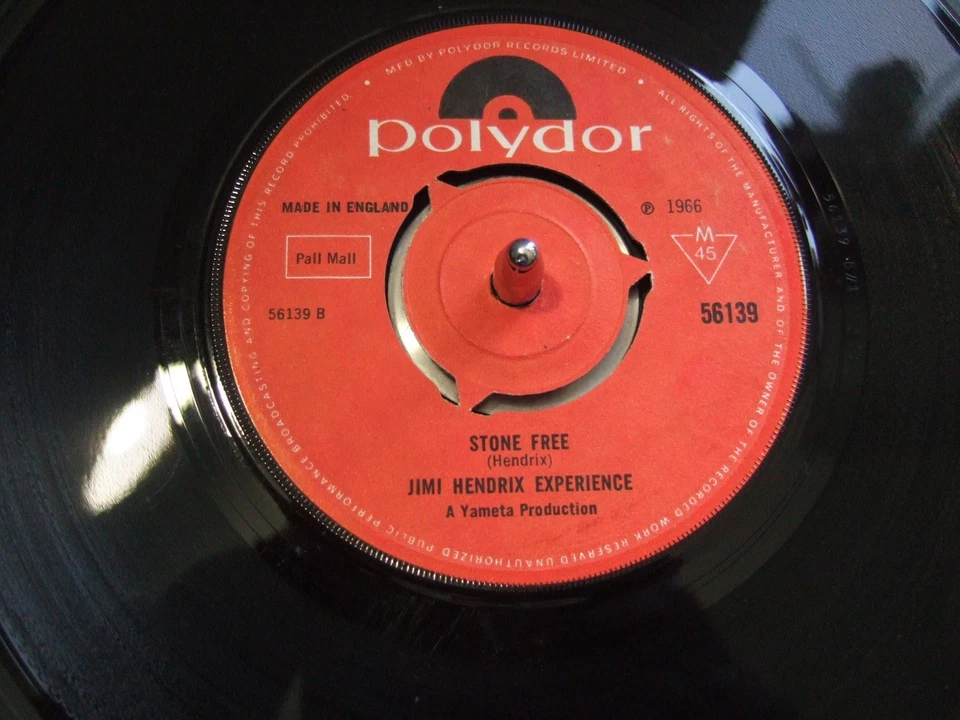 MFD BY POLYDOR RECORDS LIMITED • ALL RIGHTS OF THE MANUFACTURER AND OF THE OWNER OF THE RECORDED WORK RESERVED UNAUTHORIZED PUBLIC PERFORMANCE BROADCASTING AND COPYING OF THIS RECORD PROHIBITED •
polydor
MADE IN ENGLAND
℗ 1966
Pall Mall
M
45
56139 B
56139
STONE FREE
(Hendrix)
JIMI HENDRIX EXPERIENCE
A Yameta Production